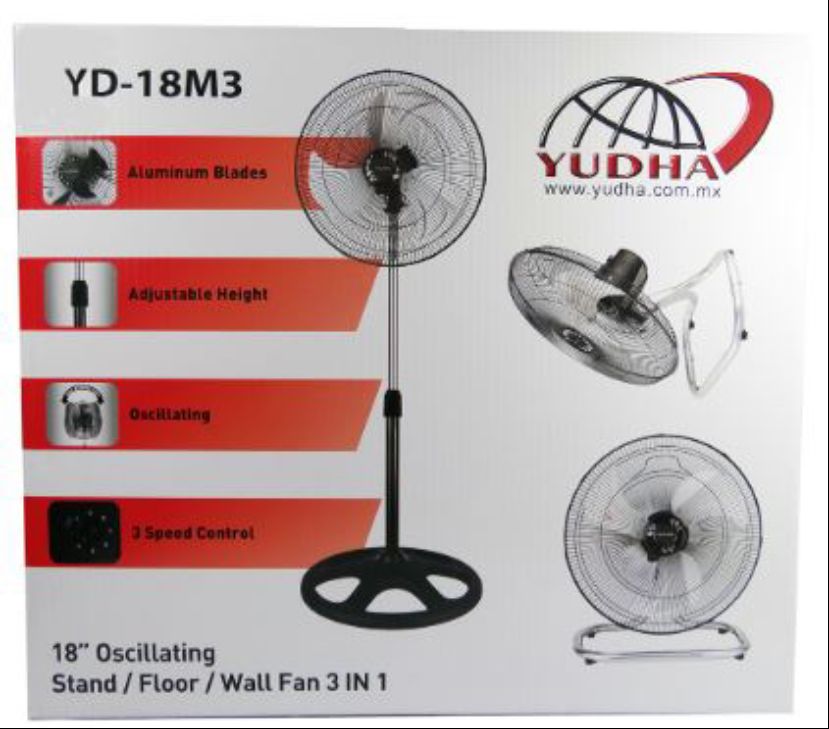 YD-18M3
YUDHA
www.yudha.com.mx
Aluminum Blades
Adjustable Height
Oscillating
3 Speed Control
18" Oscillating
Stand / Floor / Wall Fan 3 IN 1